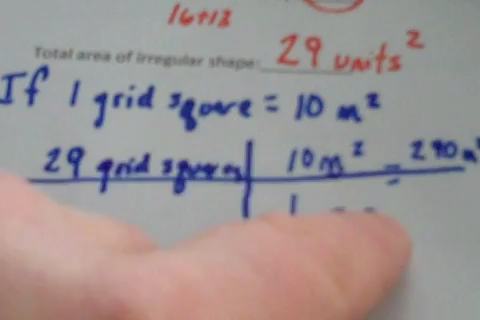 16+13
Total area of irregular shape: 29 units²
If 1 grid square = 10 m²
29 grid squares | 10 m² = 290 m²
1